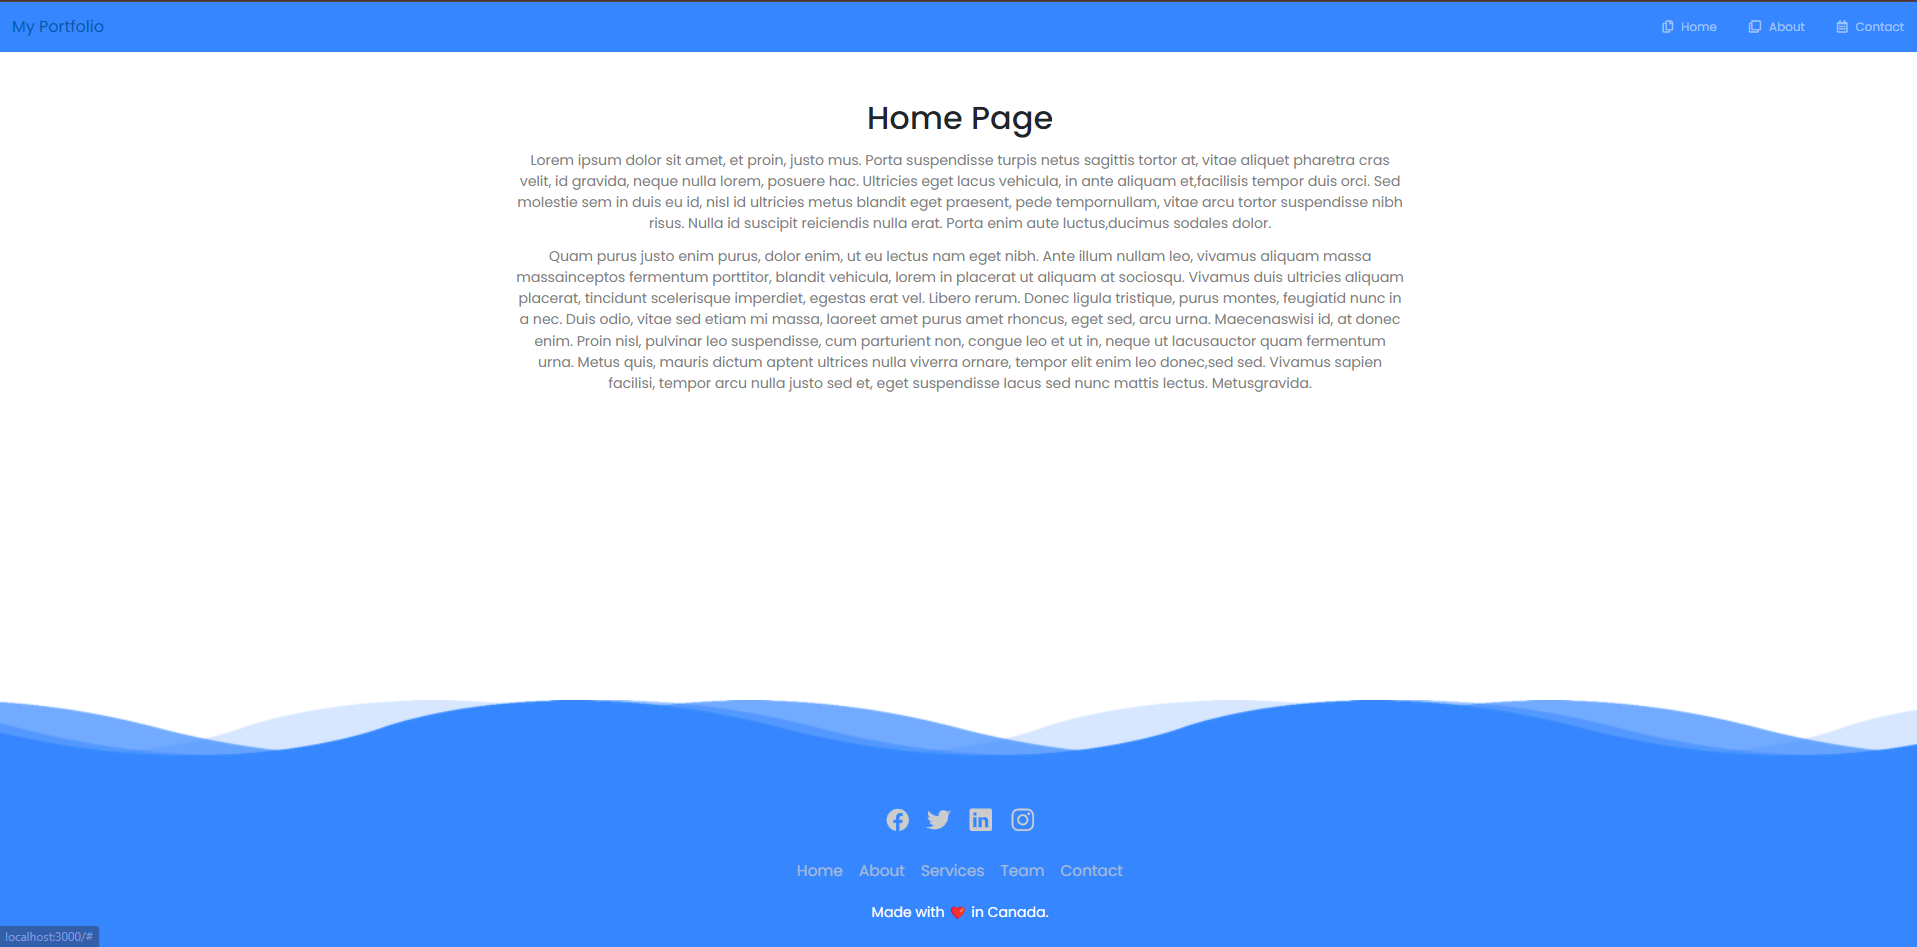 My Portfolio
Home About Contact
Home Page
Lorem ipsum dolor sit amet, et proin, justo mus. Porta suspendisse turpis netus sagittis tortor at, vitae aliquet pharetra cras
velit, id gravida, neque nulla lorem, posuere hac. Ultricies eget lacus vehicula, in ante aliquam et,facilisis tempor duis orci. Sed
molestie sem in duis eu id, nisl id ultricies metus blandit eget praesent, pede tempornullam, vitae arcu tortor suspendisse nibh
risus. Nulla id suscipit reiciendis nulla erat. Porta enim aute luctus,ducimus sodales dolor.
Quam purus justo enim purus, dolor enim, ut eu lectus nam eget nibh. Ante illum nullam leo, vivamus aliquam massa
massainceptos fermentum porttitor, blandit vehicula, lorem in placerat ut aliquam at sociosqu. Vivamus duis ultricies aliquam
placerat, tincidunt scelerisque imperdiet, egestas erat vel. Libero rerum. Donec ligula tristique, purus montes, feugiatid nunc in
a nec. Duis odio, vitae sed etiam mi massa, laoreet amet purus amet rhoncus, eget sed, arcu urna. Maecenaswisi id, at donec
enim. Proin nisl, pulvinar leo suspendisse, cum parturient non, congue leo et ut in, neque ut lacusauctor quam fermentum
urna. Metus quis, mauris dictum aptent ultrices nulla viverra ornare, tempor elit enim leo donec,sed sed. Vivamus sapien
facilisi, tempor arcu nulla justo sed et, eget suspendisse lacus sed nunc mattis lectus. Metusgravida.
Home About Services Team Contact
Made with ❤️ in Canada.
localhost:3000/#